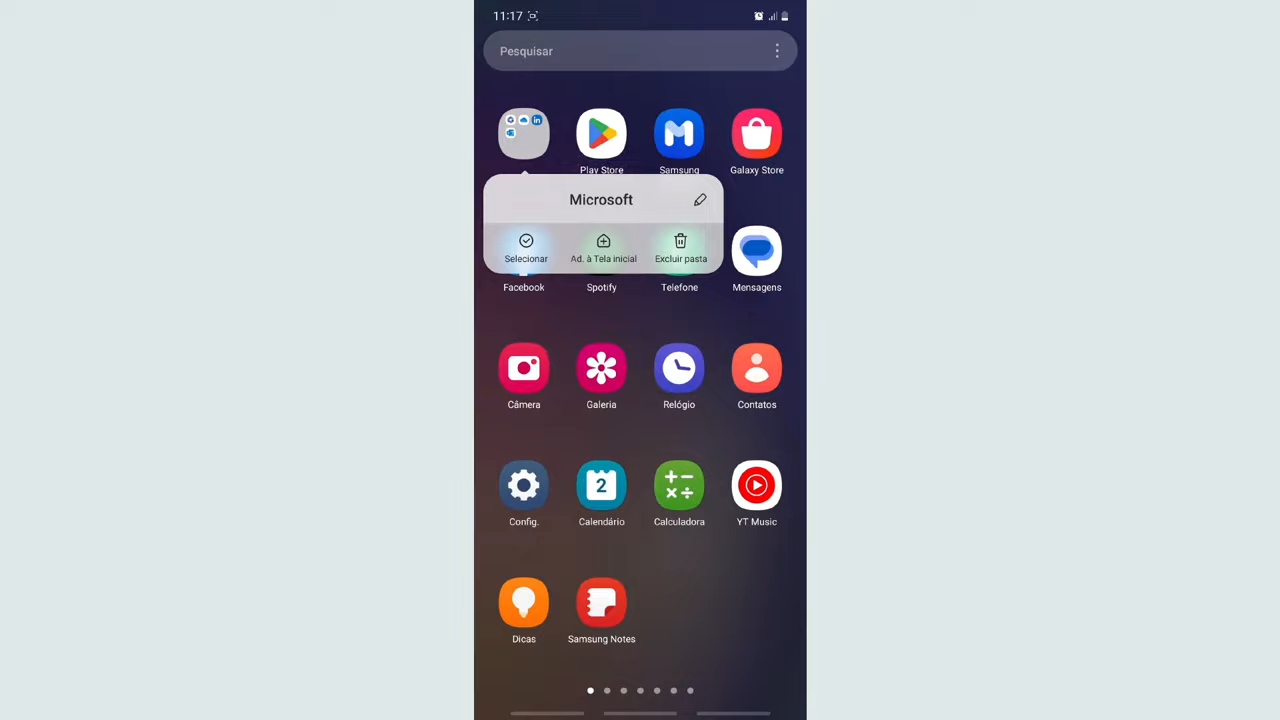 11:17
Pesquisar
Play Store
Samsung
Galaxy Store
Microsoft
Selecionar
Ad. à Tela inicial
Excluir pasta
Facebook
Spotify
Telefone
Mensagens
Câmera
Galeria
Relógio
Contatos
Config.
2
Calendário
Calculadora
YT Music
Dicas
Samsung Notes